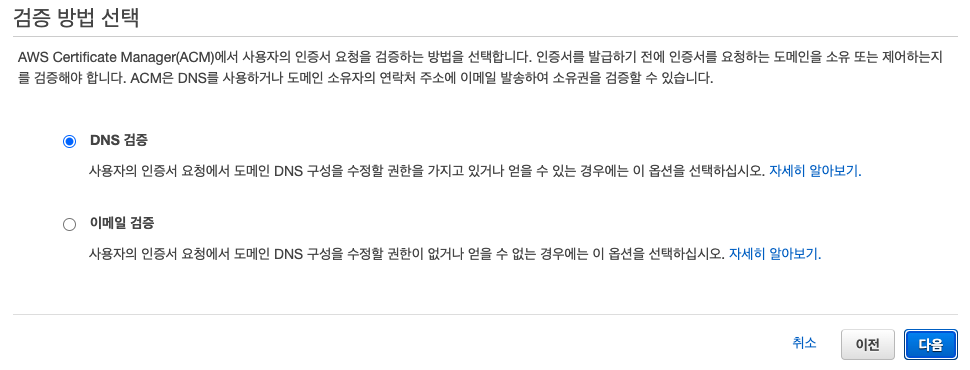 검증 방법 선택
AWS Certificate Manager(ACM)에서 사용자의 인증서 요청을 검증하는 방법을 선택합니다. 인증서를 발급하기 전에 인증서를 요청하는 도메인을 소유 또는 제어하는지
를 검증해야 합니다. ACM은 DNS를 사용하거나 도메인 소유자의 연락처 주소에 이메일 발송하여 소유권을 검증할 수 있습니다.
DNS 검증
사용자의 인증서 요청에서 도메인 DNS 구성을 수정할 권한을 가지고 있거나 얻을 수 있는 경우에는 이 옵션을 선택하십시오. 자세히 알아보기.
이메일 검증
사용자의 인증서 요청에서 도메인 DNS 구성을 수정할 권한이 없거나 얻을 수 없는 경우에는 이 옵션을 선택하십시오. 자세히 알아보기.
취소 이전 다음